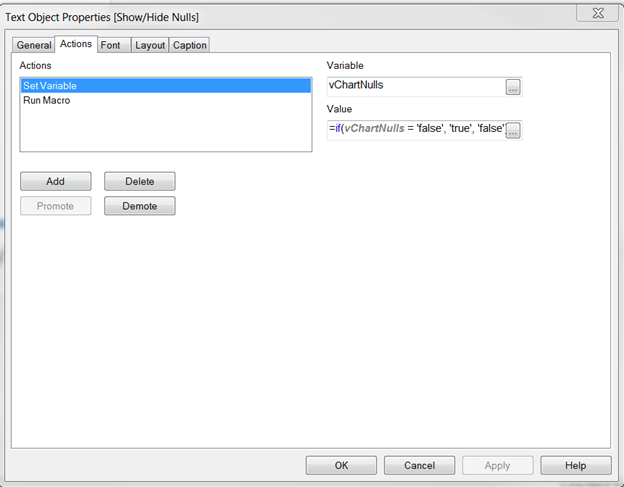 Text Object Properties [Show/Hide Nulls]
General Actions Font Layout Caption
Actions
Variable
Set Variable
Run Macro
vChartNulls
...
Value
=if(vChartNulls = 'false', 'true', 'false'
...
Add Delete
Promote Demote
OK Cancel Apply Help